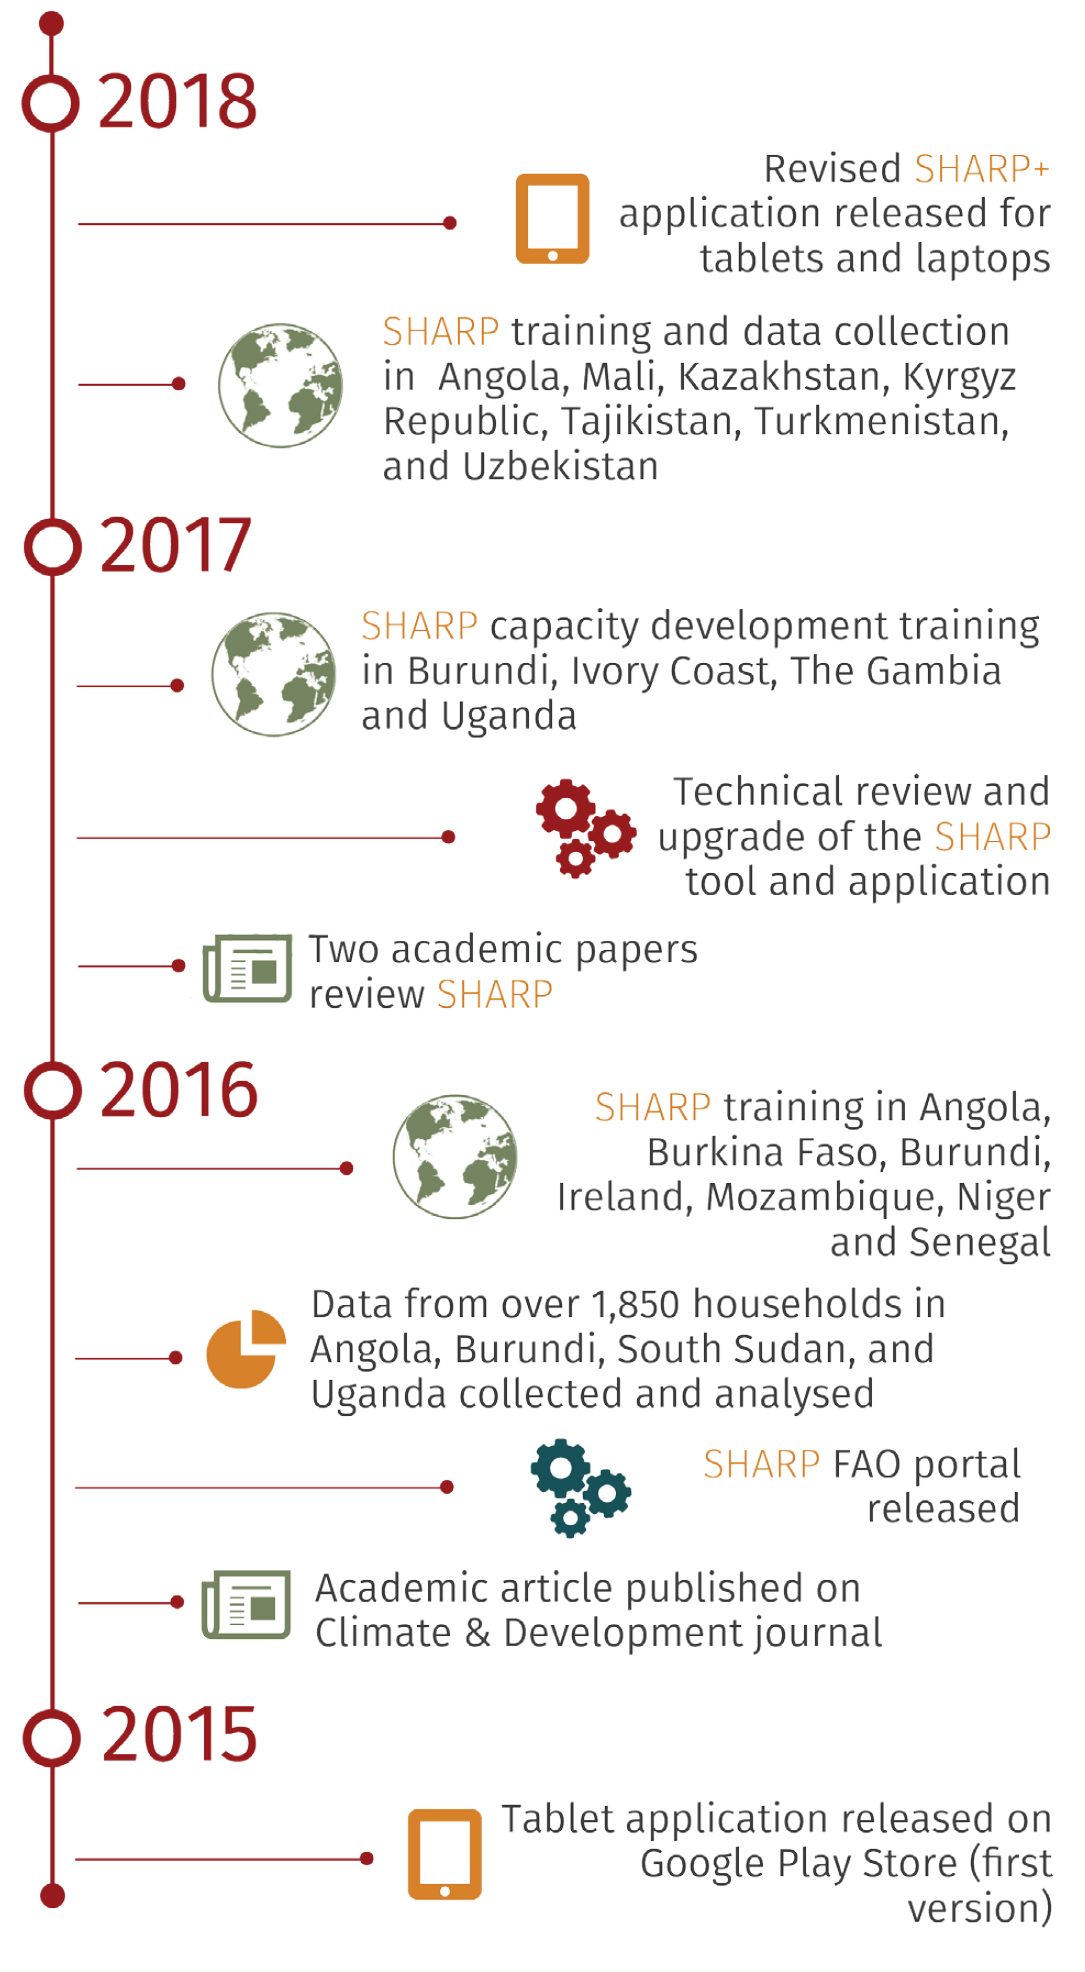 2018
Revised SHARP+
application released for
tablets and laptops
SHARP training and data collection
in Angola, Mali, Kazakhstan, Kyrgyz
Republic, Tajikistan, Turkmenistan,
and Uzbekistan
2017
SHARP capacity development training
in Burundi, Ivory Coast, The Gambia
and Uganda
Technical review and
upgrade of the SHARP
tool and application
Two academic papers
review SHARP
2016
SHARP training in Angola,
Burkina Faso, Burundi,
Ireland, Mozambique, Niger
and Senegal
Data from over 1,850 households in
Angola, Burundi, South Sudan, and
Uganda collected and analysed
SHARP FAO portal
released
Academic article published on
Climate & Development journal
2015
Tablet application released on
Google Play Store (first
version)